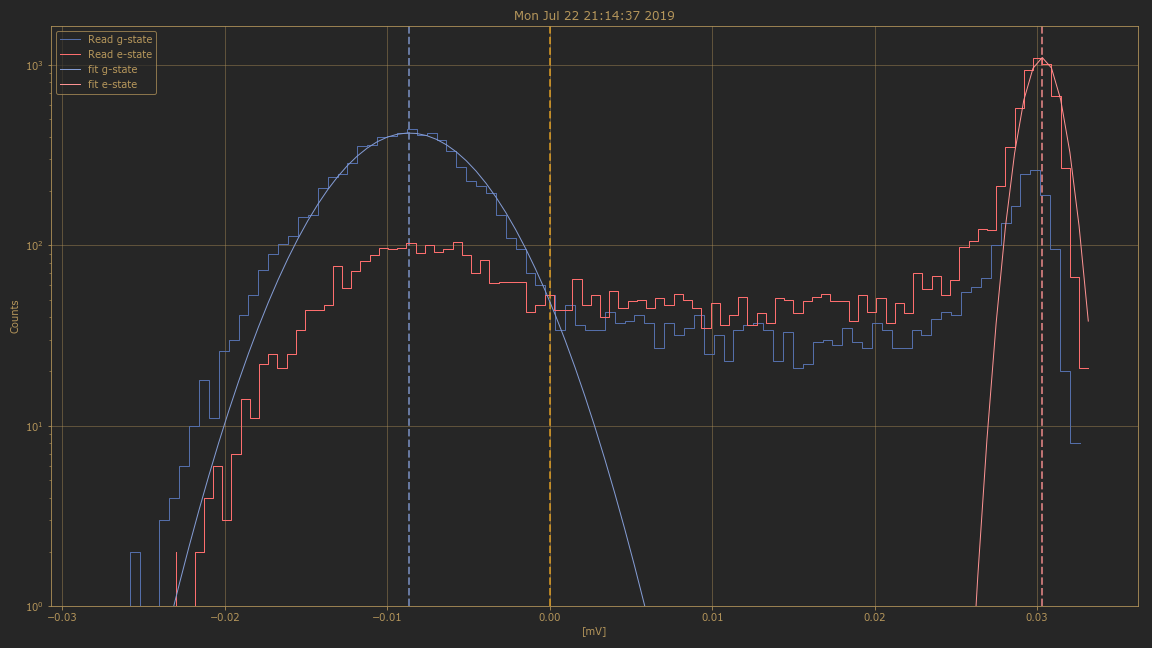 Mon Jul 22 21:14:37 2019
Read g-state
Read e-state
fit g-state
fit e-state
Counts
10³
10²
10¹
10⁰
−0.03 −0.02 −0.01 0.00 0.01 0.02 0.03
[mV]